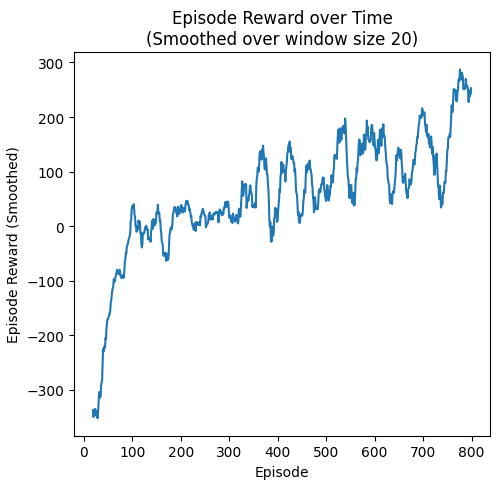 Episode Reward over Time
(Smoothed over window size 20)
300
200
100
0
−100
−200
−300
Episode Reward (Smoothed)
0 100 200 300 400 500 600 700 800
Episode